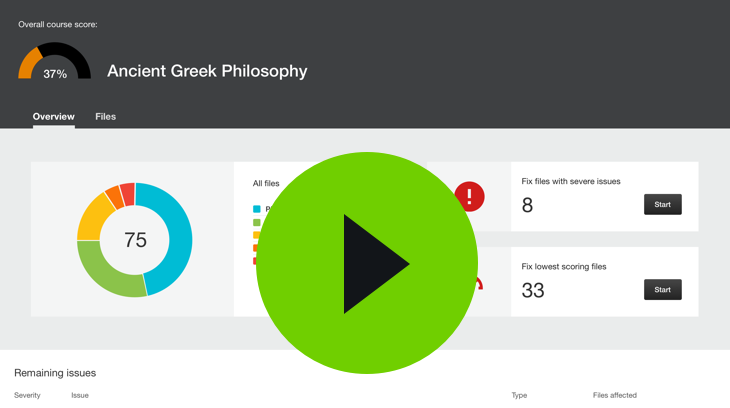 Overall course score:
37%
Ancient Greek Philosophy
Overview Files
75
All files
!
Fix files with severe issues
8
Start
Fix lowest scoring files
33
Start
Remaining issues
Severity Issue Type Files affected